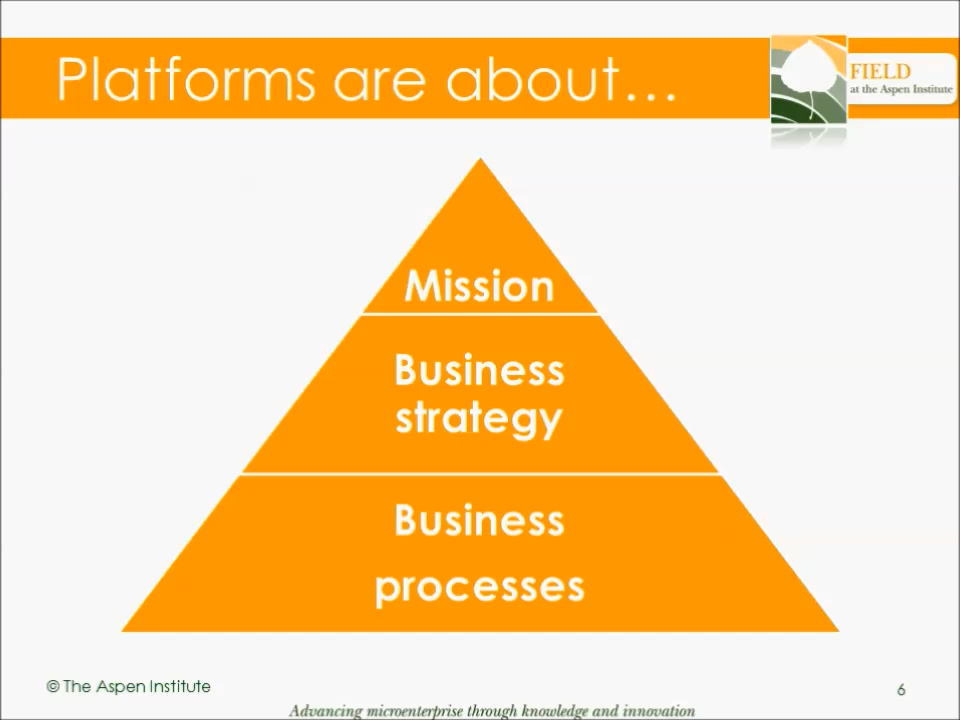 Platforms are about...
FIELD
at the Aspen Institute
Mission
Business
strategy
Business
processes
© The Aspen Institute
6
Advancing microenterprise through knowledge and innovation